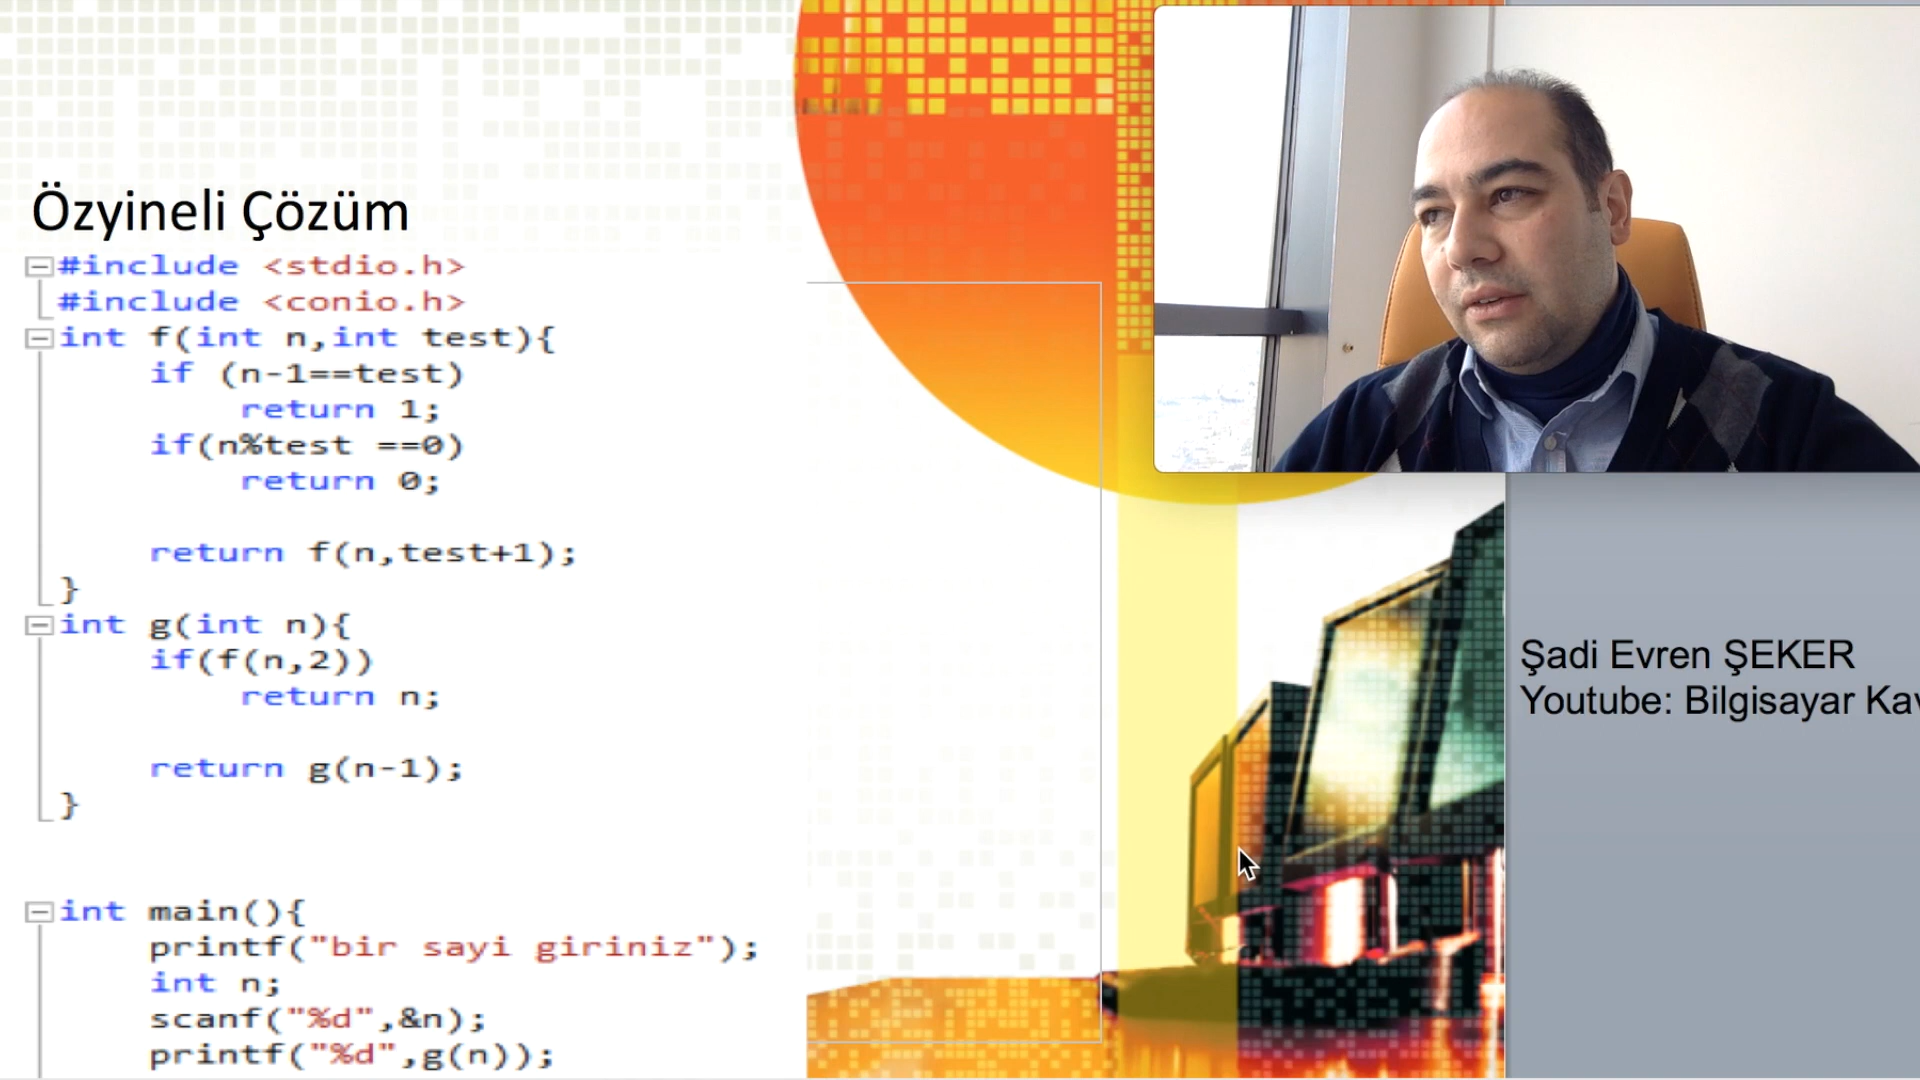 Özyineli Çözüm
#include <stdio.h>
#include <conio.h>
int f(int n,int test){
if (n-1==test)
return 1;
if(n%test ==0)
return 0;
return f(n,test+1);
}
int g(int n){
if(f(n,2))
return n;
return g(n-1);
}
int main(){
printf("bir sayi giriniz");
int n;
scanf("%d",&n);
printf("%d",g(n));
Şadi Evren ŞEKER
Youtube: Bilgisayar